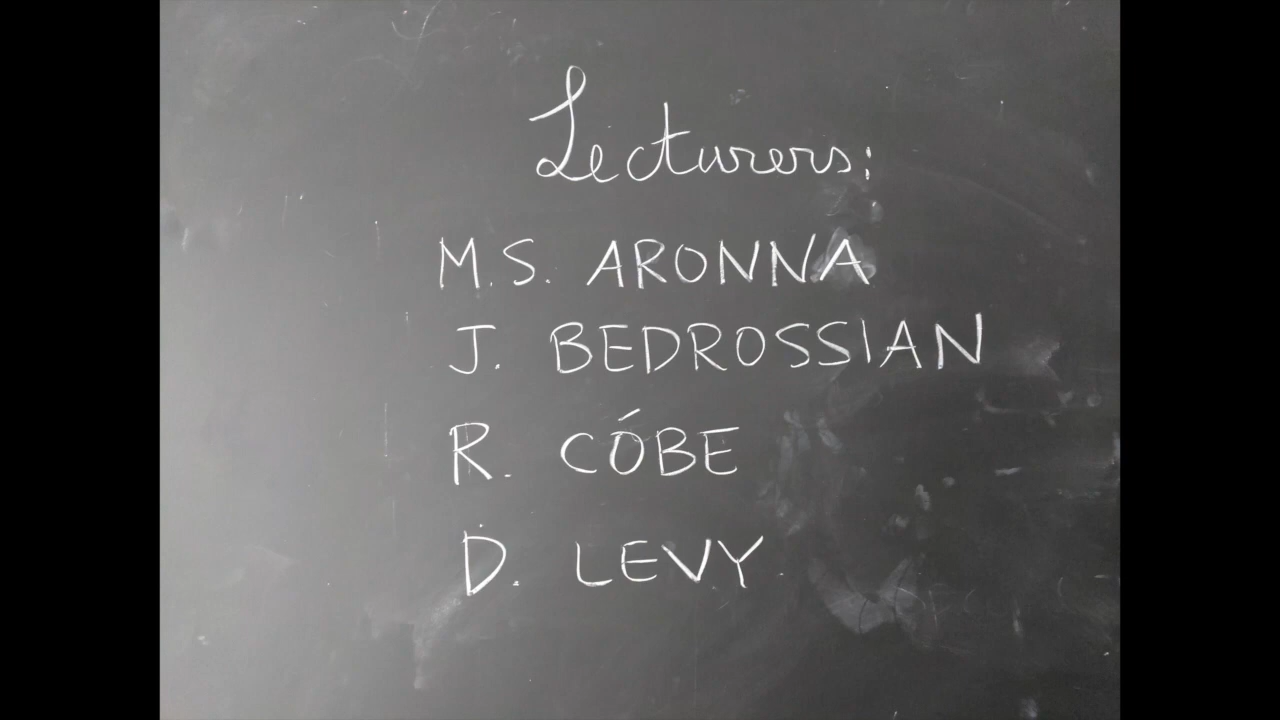 Lecturers:
M.S. ARONNA
J. BEDROSSIAN
R. CÓBE
D. LEVY